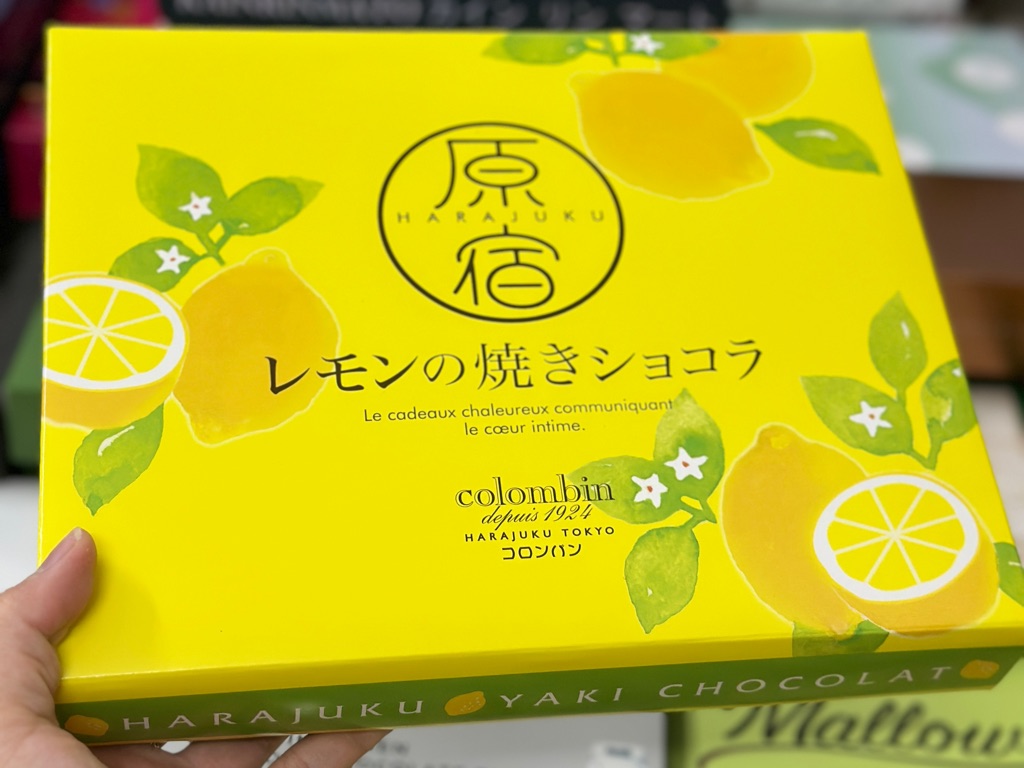 原
HARAJUKU
宿
レモンの焼きショコラ
Le cadeaux chaleureux communiquant
le cœur intime.
colombin
depuis 1924
HARAJUKU TOKYO
コロンバン
HARAJUKU YAKI CHOCOLAT
Mallow